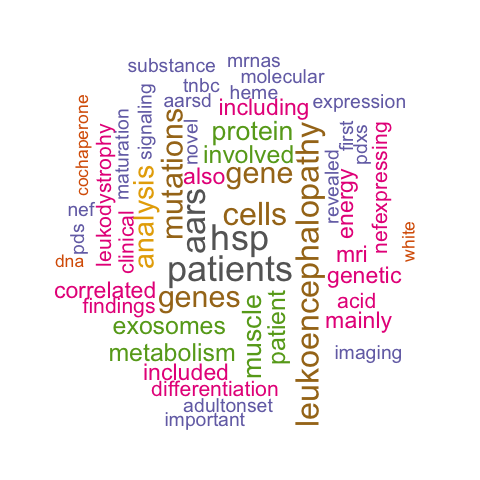 substance
mrnas
molecular
tnbc
heme
aarsd
including
expression
cochaperone
maturation
signaling
mutations
novel
protein
involved
first
pdxs
nefexpressing
leukodystrophy
nef
pds
clinical
analysis
also
gene
leukoencephalopathy
revealed
energy
aars
cells
hsp
white
dna
patients
mri
genetic
correlated
findings
genes
acid
mainly
exosomes
muscle
patient
metabolism
imaging
included
differentiation
adultonset
important